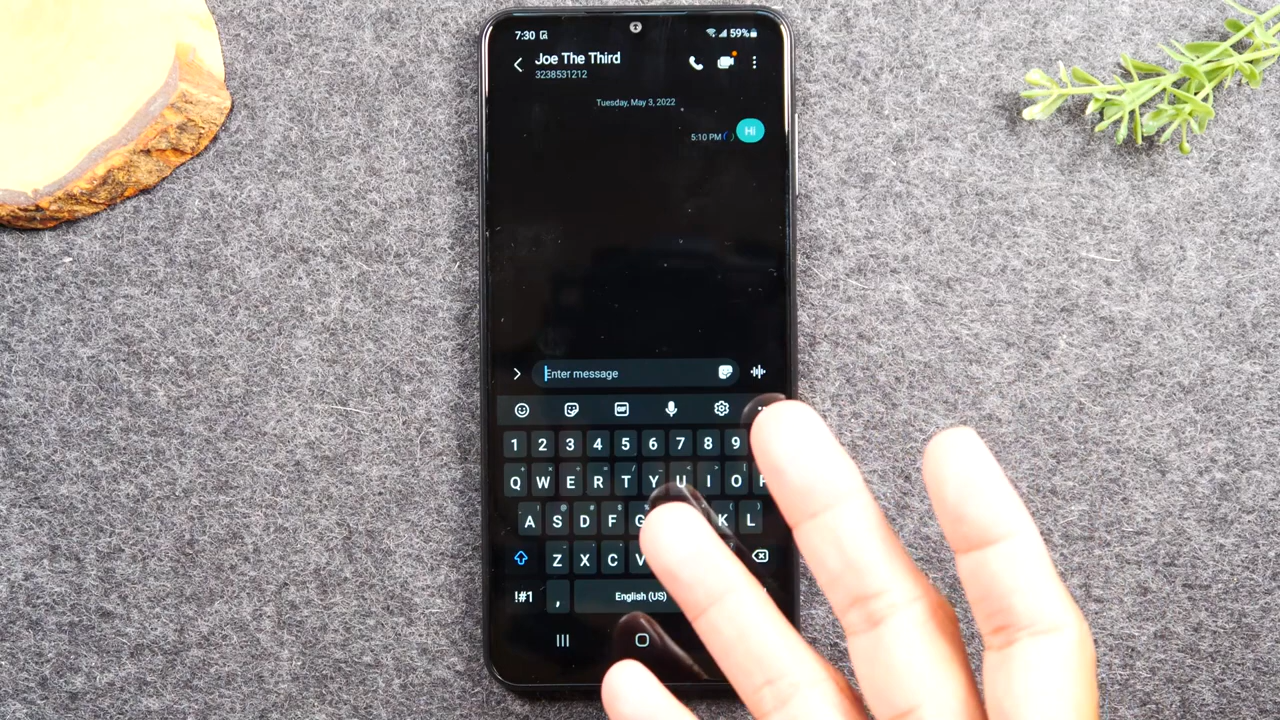 7:30 59%
Joe The Third
3238531212
Tuesday, May 3, 2022
5:10 PM Hi
Enter message
GIF
1 2 3 4 5 6 7 8 9
Q W E R T Y U I O P
A S D F G K L
Z X C V
!#1 , English (US)